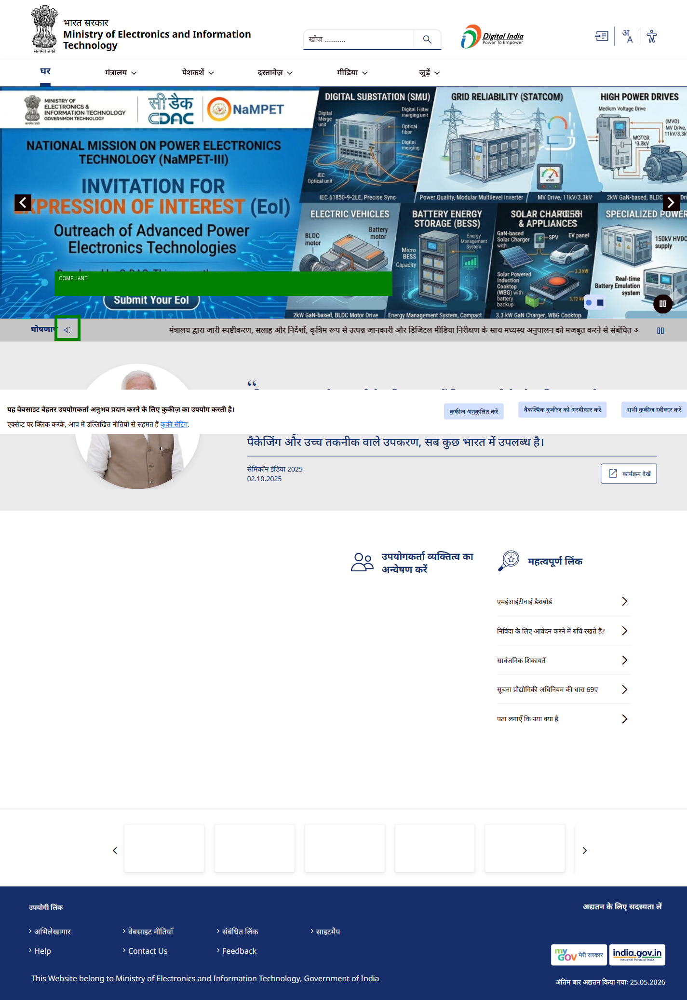 भारत सरकार
Ministry of Electronics and Information
Technology
सत्यमेव जयते
खोज ..........
Digital India
Power To Empower
घर
मंत्रालय
पेशकशें
दस्तावेज़
मीडिया
जुड़ें
MINISTRY OF
ELECTRONICS &
INFORMATION TECHNOLOGY
GOVERNMON TECHNOLOGY
सी डैक
CDAC
NaMPET
NATIONAL MISSION ON POWER ELECTRONICS
TECHNOLOGY (NaMPET-III)
INVITATION FOR
XPRESSION OF INTEREST (EoI)
Outreach of Advanced Power
Electronics Technologies
COMPLIANT
Submit Your EoI
DIGITAL SUBSTATION (SMU)
Digital
Merge
unit
Digital Fillter
merging unit
Optical
fiber
Digital
merging
IEC
Optical unit
IEC 61850-9-2LE, Precise Sync
GRID RELIABILITY (STATCOM)
Power Quality, Modular Multilevel inverter
MV Drive, 11kV/3.3kV
HIGH POWER DRIVES
Medium Voltage Drive
(MVO)
MV Drive,
11kV/3.3k
MOTOR
'3.3kV
2kW GaN-based, BLDC
ELECTRIC VEHICLES
BLDC
motor
Battery
motor
2kW GaN-based, BLDC Motor Drive
BATTERY ENERGY
STORAGE (BESS)
Micro
BESS
Capacity
Energy
Management
System
Energy Management System, Compact
SOLAR
& APPLIANCES
GaN-based
Solar Charger
with
SPV
EV panel
Solar Powered
Induction
Cooktop
(WBG) with
battery
backup
3.3 kW
3.22 kW
3.3 kW GaN Charger, WBG Cooktop
SPECIALIZED POWER
150kV HVDC
supply
Real-time
Battery Emulation
system
घोषणाएं
मंत्रालय द्वारा जारी स्पष्टीकरण, सलाह और निर्देशों, कृत्रिम रूप से उत्पन्न जानकारी और डिजिटल मीडिया निरीक्षण के साथ मध्यस्थ अनुपालन को मजबूत करने से संबंधित
“
यह वेबसाइट बेहतर उपयोगकर्ता अनुभव प्रदान करने के लिए कुकीज़ का उपयोग करती है।
एक्सेप्ट पर क्लिक करके, आप में उल्लिखित नीतियों से सहमत हैं कुकी सेटिंग.
कुकीज़ अनुकूलित करें
वैकल्पिक कुकीज़ को अस्वीकार करें
सभी कुकीज़ स्वीकार करें
पैकेजिंग और उच्च तकनीक वाले उपकरण, सब कुछ भारत में उपलब्ध है।
सेमिकॉन इंडिया 2025
02.10.2025
कार्यक्रम देखें
उपयोगकर्ता व्यक्तित्व का
अन्वेषण करें
महत्वपूर्ण लिंक
एमईआईटीवाई डैशबोर्ड
निविदा के लिए आवेदन करने में रुचि रखते हैं?
सार्वजनिक शिकायतें
सूचना प्रौद्योगिकी अधिनियम की धारा 69ए
पता लगाएँ कि नया क्या है
उपयोगी लिंक
अद्यतन के लिए सदस्यता लें
अभिलेखागार
वेबसाइट नीतियाँ
संबंधित लिंक
साइटमैप
Help
Contact Us
Feedback
my
GOV मेरी सरकार
india.gov.in
National Portal of India
This Website belong to Ministry of Electronics and Information Technology, Government of India
अंतिम बार अद्यतन किया गया: 25.05.2026